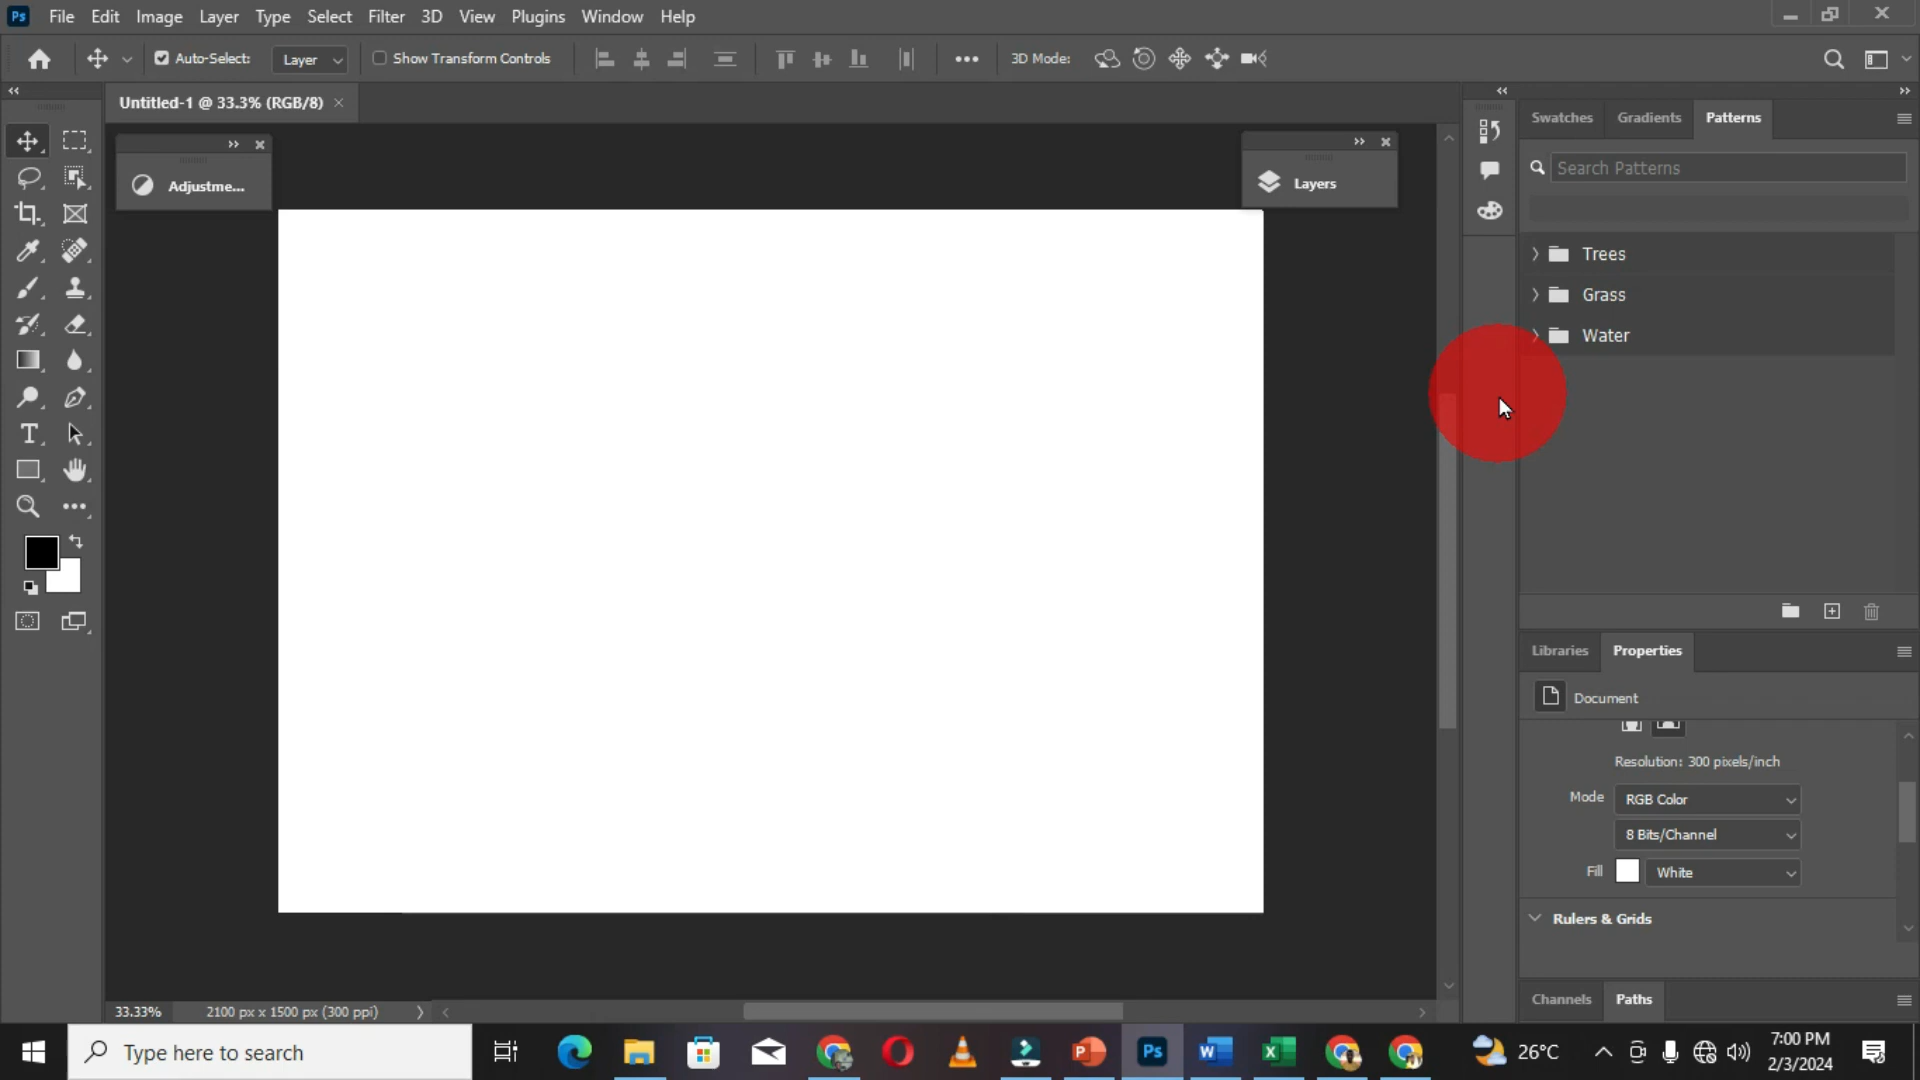 Ps File Edit Image Layer Type Select Filter 3D View Plugins Window Help
Auto-Select: Layer Show Transform Controls 3D Mode:
Untitled-1 @ 33.3% (RGB/8)
Swatches Gradients Patterns
Search Patterns
Adjustme...
Layers
Trees
Grass
Water
Libraries Properties
Document
Resolution: 300 pixels/inch
Mode RGB Color
8 Bits/Channel
Fill White
Rulers & Grids
Channels Paths
33.33% 2100 px x 1500 px (300 ppi)
Type here to search
26°C
7:00 PM
2/3/2024